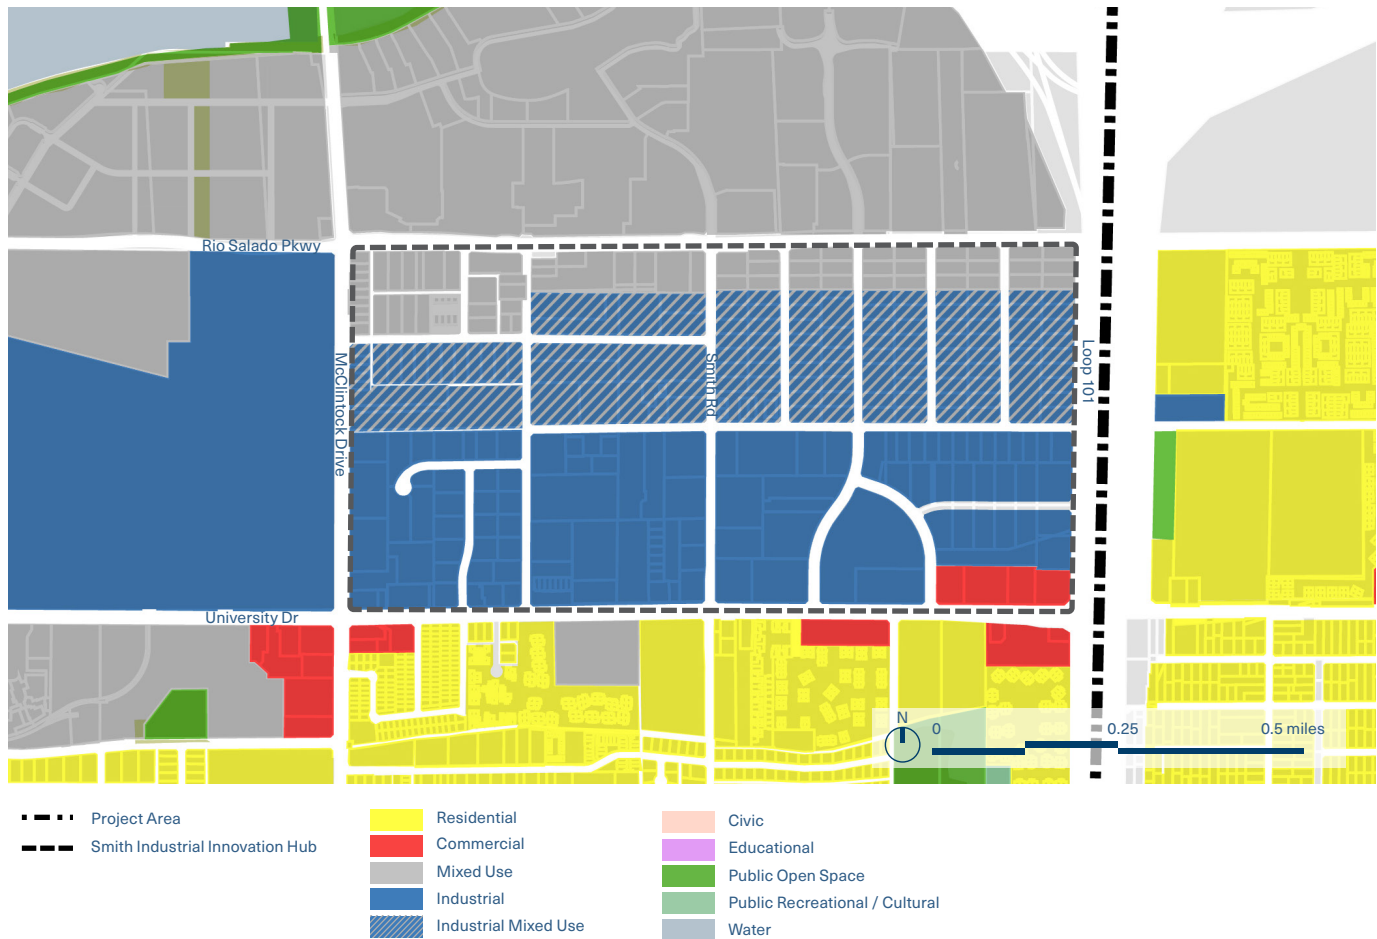 Rio Salado Pkwy
McClintock Drive
Smith Rd
Loop 101
University Dr
N
0
0.25
0.5 miles
Project Area
Smith Industrial Innovation Hub
Residential
Commercial
Mixed Use
Industrial
Industrial Mixed Use
Civic
Educational
Public Open Space
Public Recreational / Cultural
Water